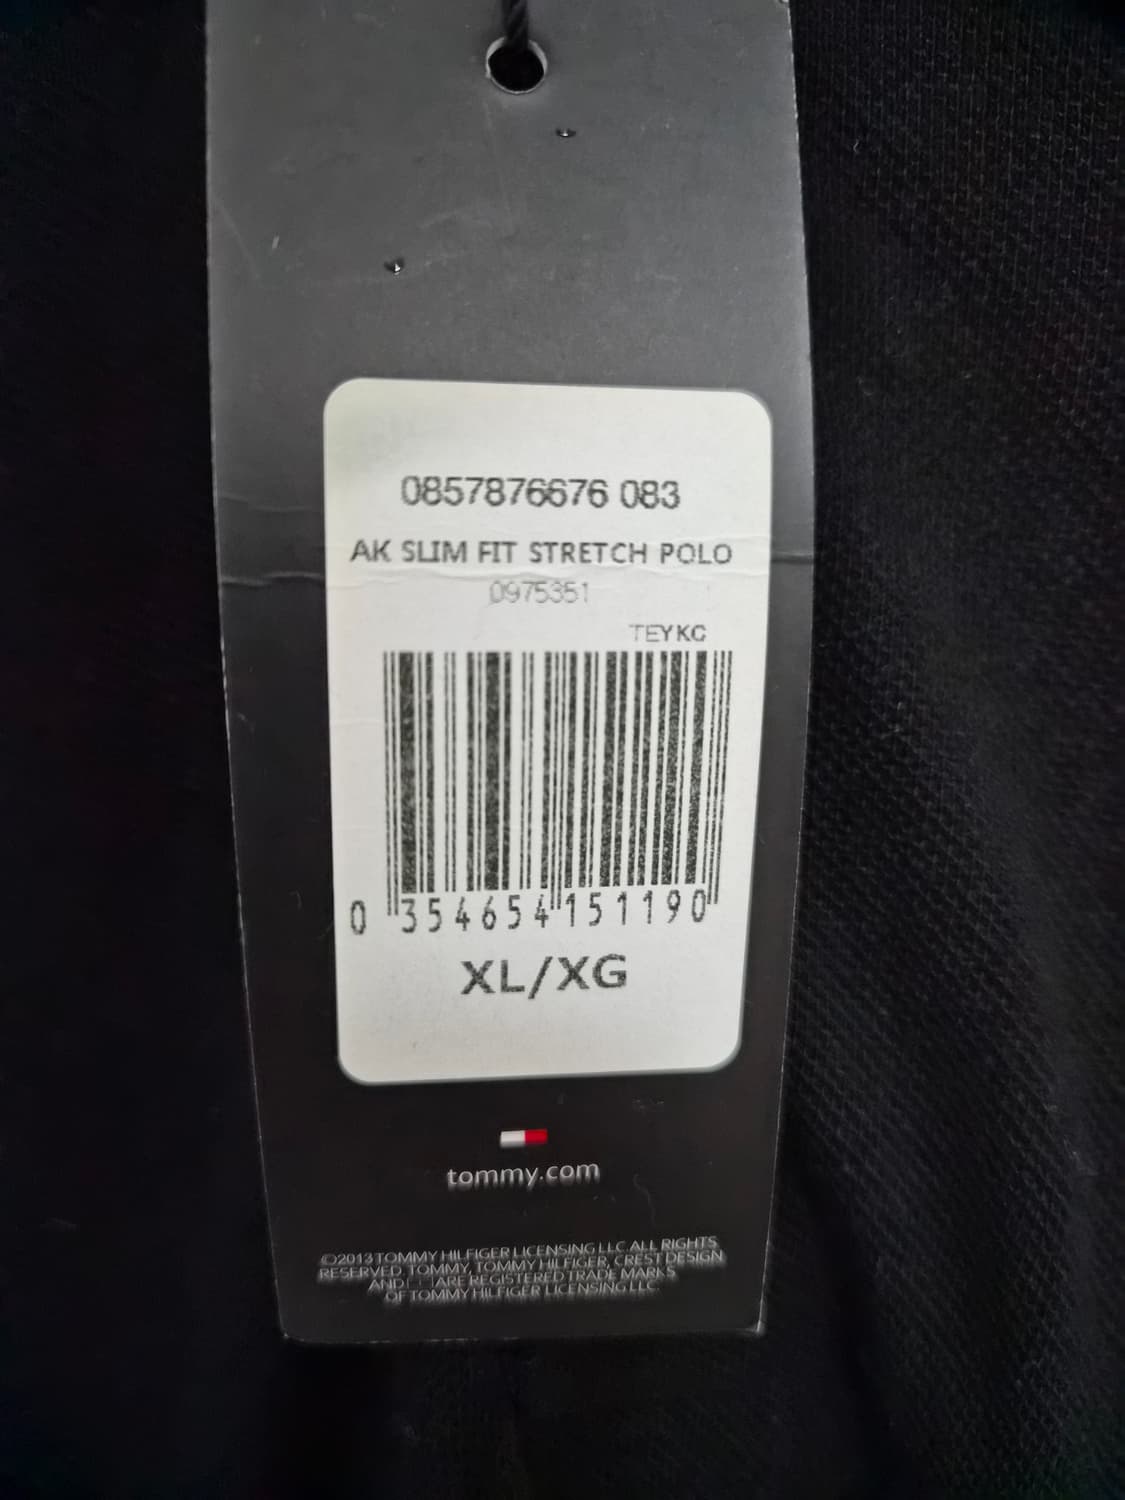 0857876676 083
AK SLIM FIT STRETCH POLO
0975351
TEYKC
0 354654 151190
XL/XG
tommy.com
©2013 TOMMY HILFIGER LICENSING LLC ALL RIGHTS
RESERVED. TOMMY, TOMMY HILFIGER, CREST DESIGN
AND ARE REGISTERED TRADE MARKS
OF TOMMY HILFIGER LICENSING LLC.